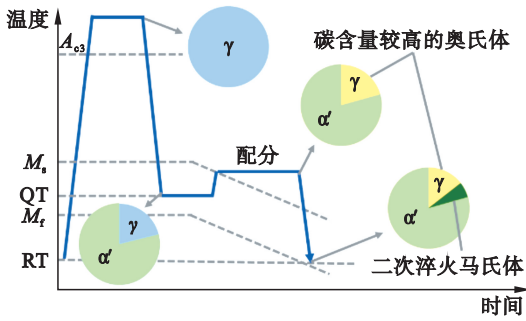 温度
Ac3
γ
碳含量较高的奥氏体
γ
α′
Ms
配分
QT
Mf
γ
α′
γ
α′
RT
二次淬火马氏体
时间